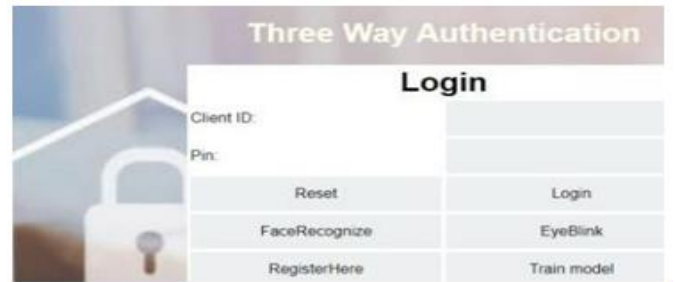 Three Way Authentication
Login
Client ID:
Pin:
Reset Login
FaceRecognize EyeBlink
RegisterHere Train model